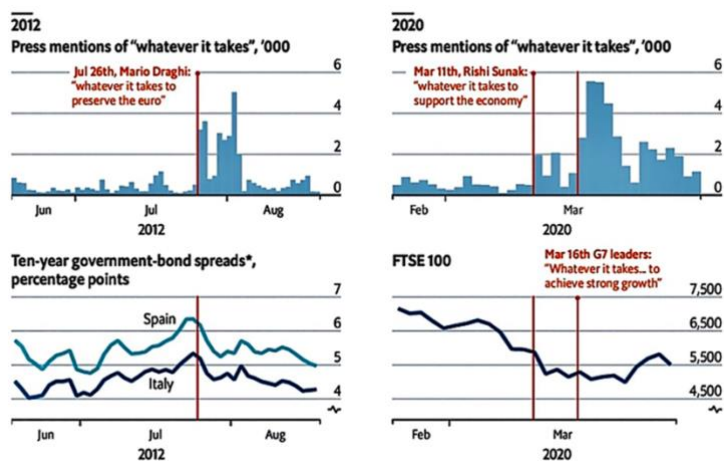 2012
Press mentions of “whatever it takes”, ’000
Jul 26th, Mario Draghi:
“whatever it takes to
preserve the euro”
6
4
2
0
Jun
Jul
Aug
2012
2020
Press mentions of “whatever it takes”, ’000
Mar 11th, Rishi Sunak:
“whatever it takes to
support the economy”
6
4
2
0
Feb
Mar
2020
Ten-year government-bond spreads*,
percentage points
7
6
5
4
Spain
Italy
Jun
Jul
Aug
2012
FTSE 100
Mar 16th G7 leaders:
“Whatever it takes... to
achieve strong growth”
7,500
6,500
5,500
4,500
Feb
Mar
2020